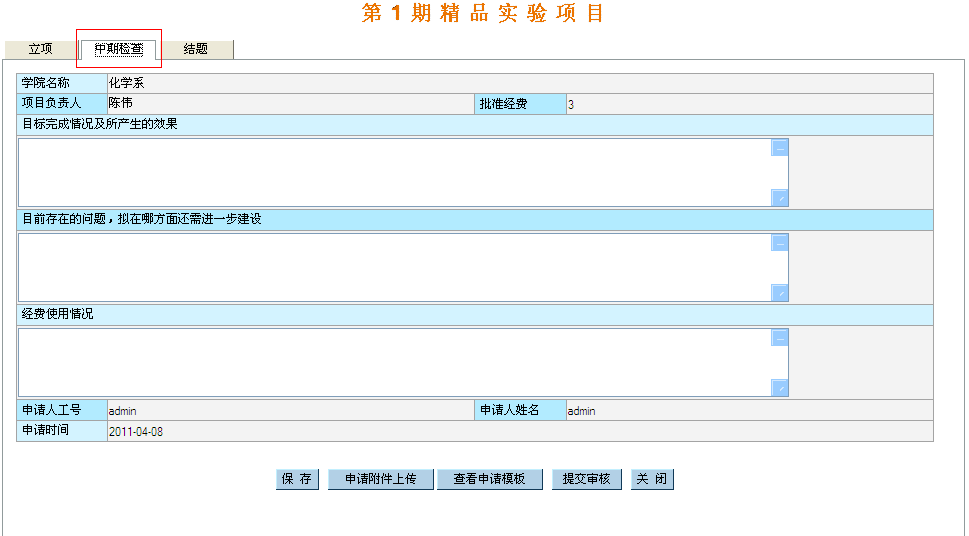 第 1 期 精 品 实 验 项 目
立项 中期检查 结题
学院名称 化学系
项目负责人 陈伟 批准经费 3
目标完成情况及所产生的效果
目前存在的问题，拟在哪方面还需进一步建设
经费使用情况
申请人工号 admin 申请人姓名 admin
申请时间 2011-04-08
保 存 申请附件上传 查看申请模板 提交审核 关 闭